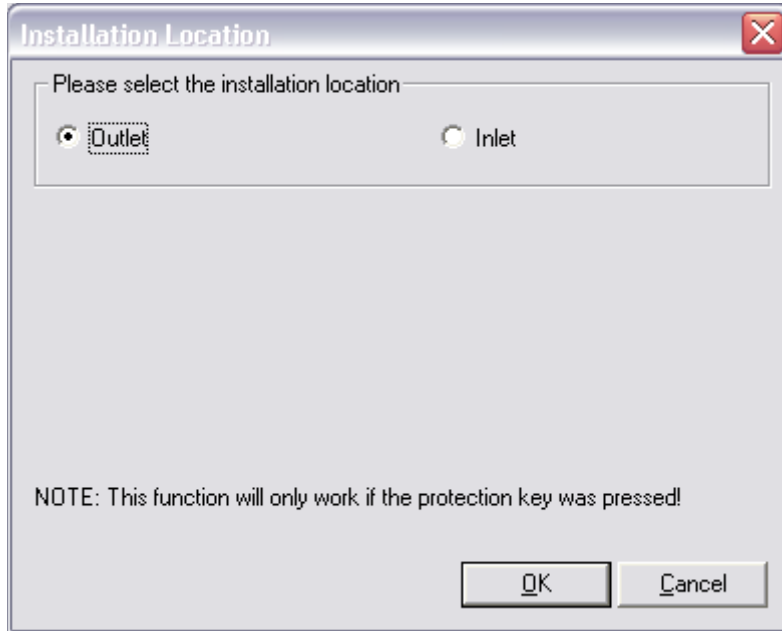 Installation Location
Please select the installation location
Outlet Inlet
NOTE: This function will only work if the protection key was pressed!
OK Cancel